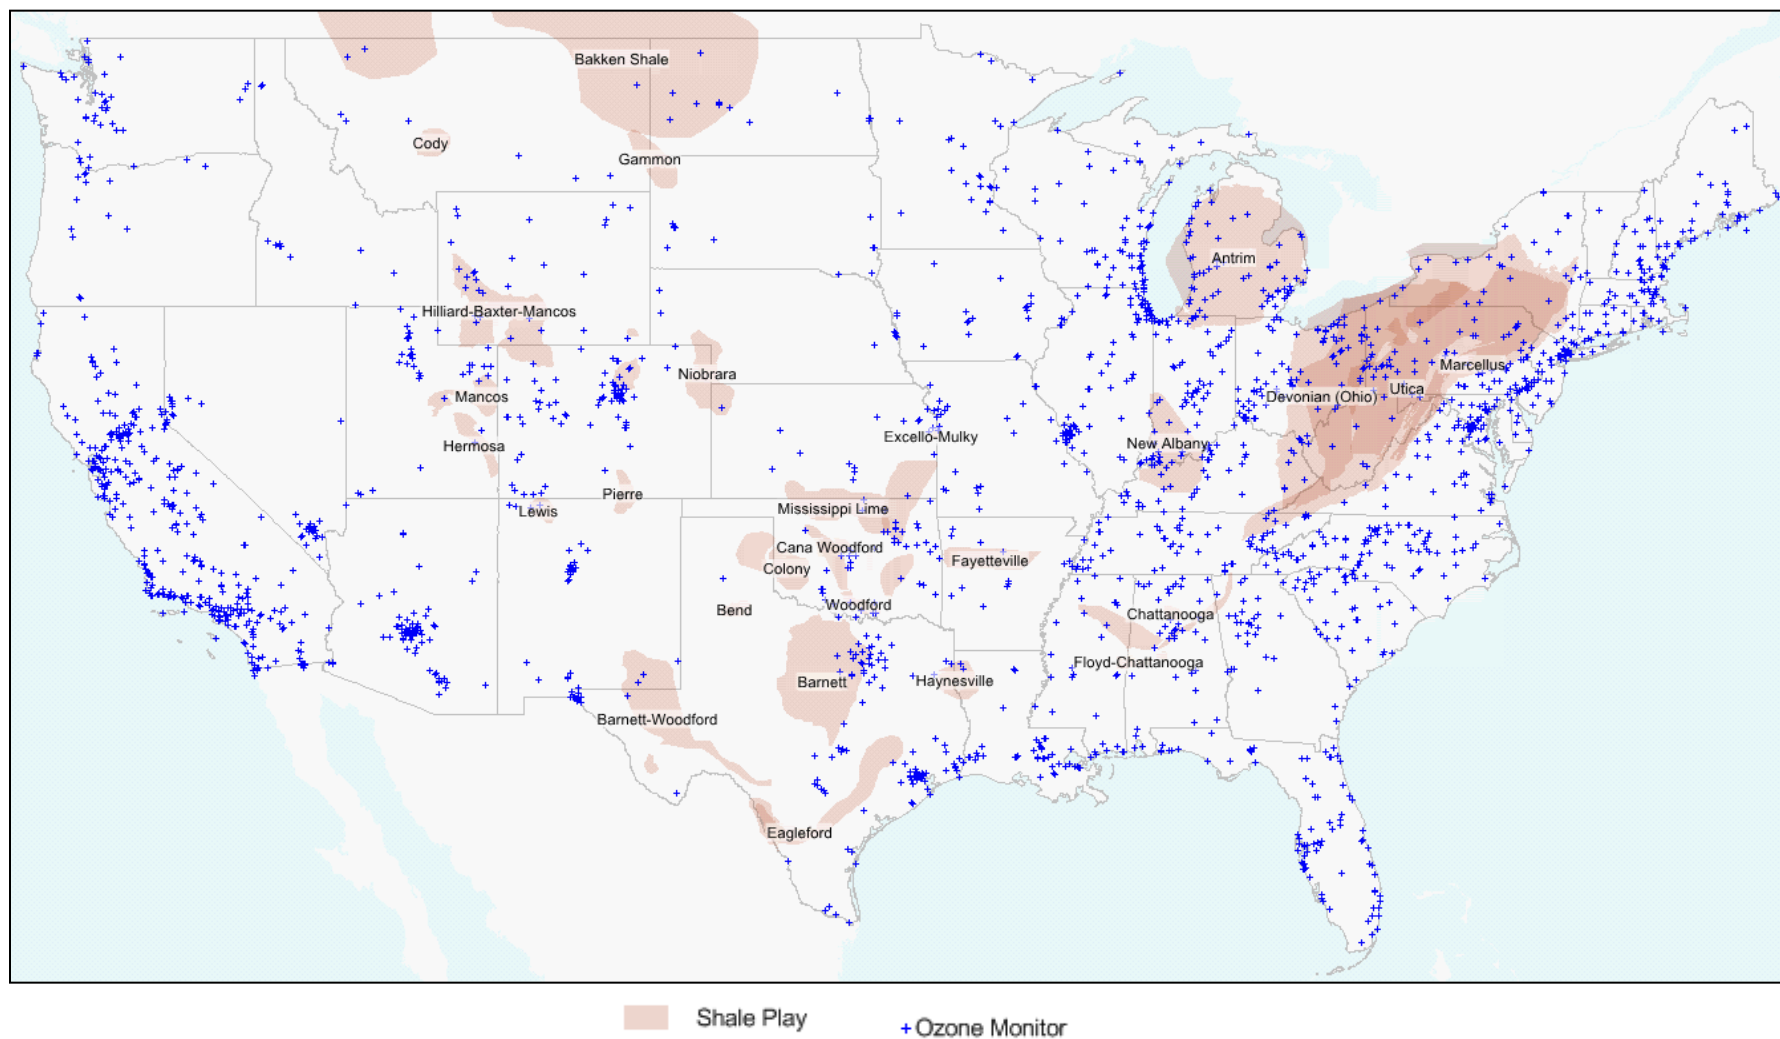 Bakken Shale
Cody
Gammon
Antrim
Hilliard-Baxter-Mancos
Niobrara
Marcellus
Mancos
Utica
Devonian (Ohio)
Excello-Mulky
Hermosa
New Albany
Pierre
Lewis
Mississippi Lime
Cana Woodford
Fayetteville
Colony
Bend
Woodford
Chattanooga
Floyd-Chattanooga
Barnett
Haynesville
Barnett-Woodford
Eagleford
Shale Play
Ozone Monitor